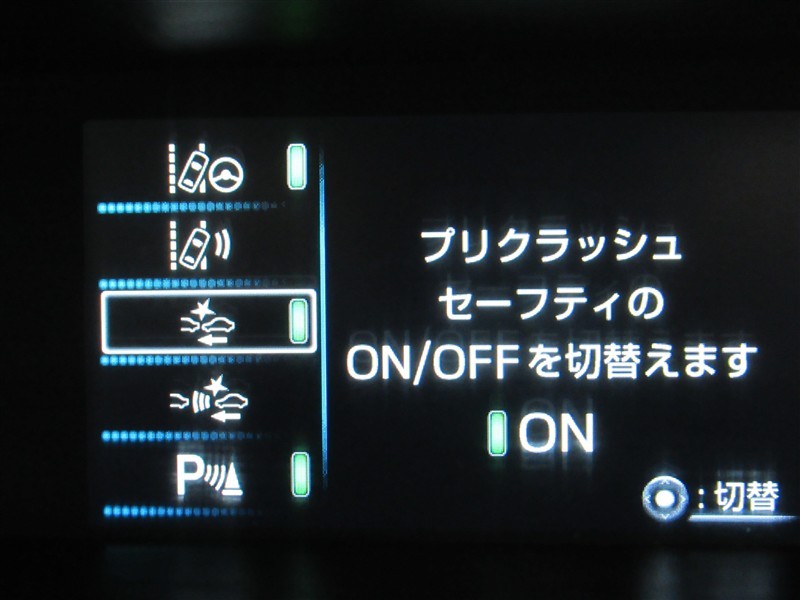 プリクラッシュ
セーフティの
ON/OFFを切替えます
ON
P
:切替